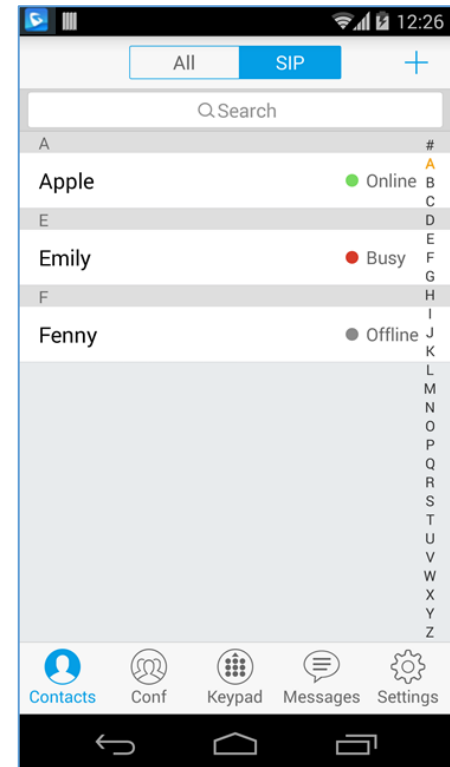 12:26
All SIP +
Search
A
#
A
Apple Online B
C
E D
E
Emily Busy F
G
F H
I
Fenny Offline J
K
L
M
N
O
P
Q
R
S
T
U
V
W
X
Y
Z
Contacts Conf Keypad Messages Settings